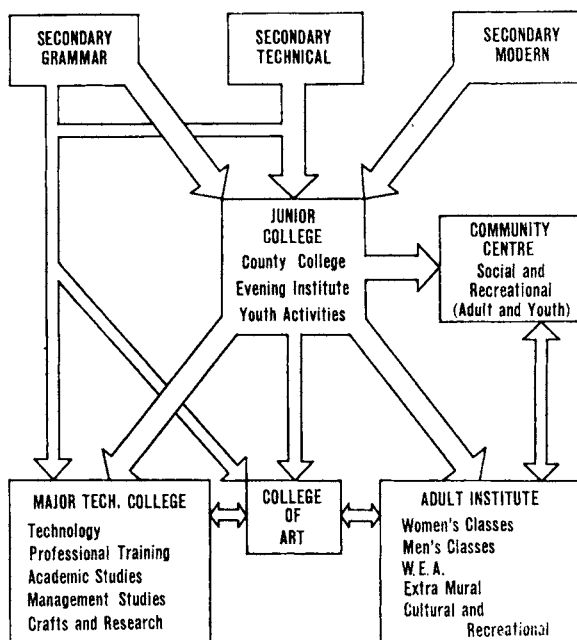 SECONDARY
GRAMMAR
SECONDARY
TECHNICAL
SECONDARY
MODERN
JUNIOR
COLLEGE
County College
Evening Institute
Youth Activities
COMMUNITY
CENTRE
Social and
Recreational
(Adult and Youth)
MAJOR TECH. COLLEGE
Technology
Professional Training
Academic Studies
Management Studies
Crafts and Research
COLLEGE
OF
ART
ADULT INSTITUTE
Women's Classes
Men's Classes
W.E.A.
Extra Mural
Cultural and
Recreational